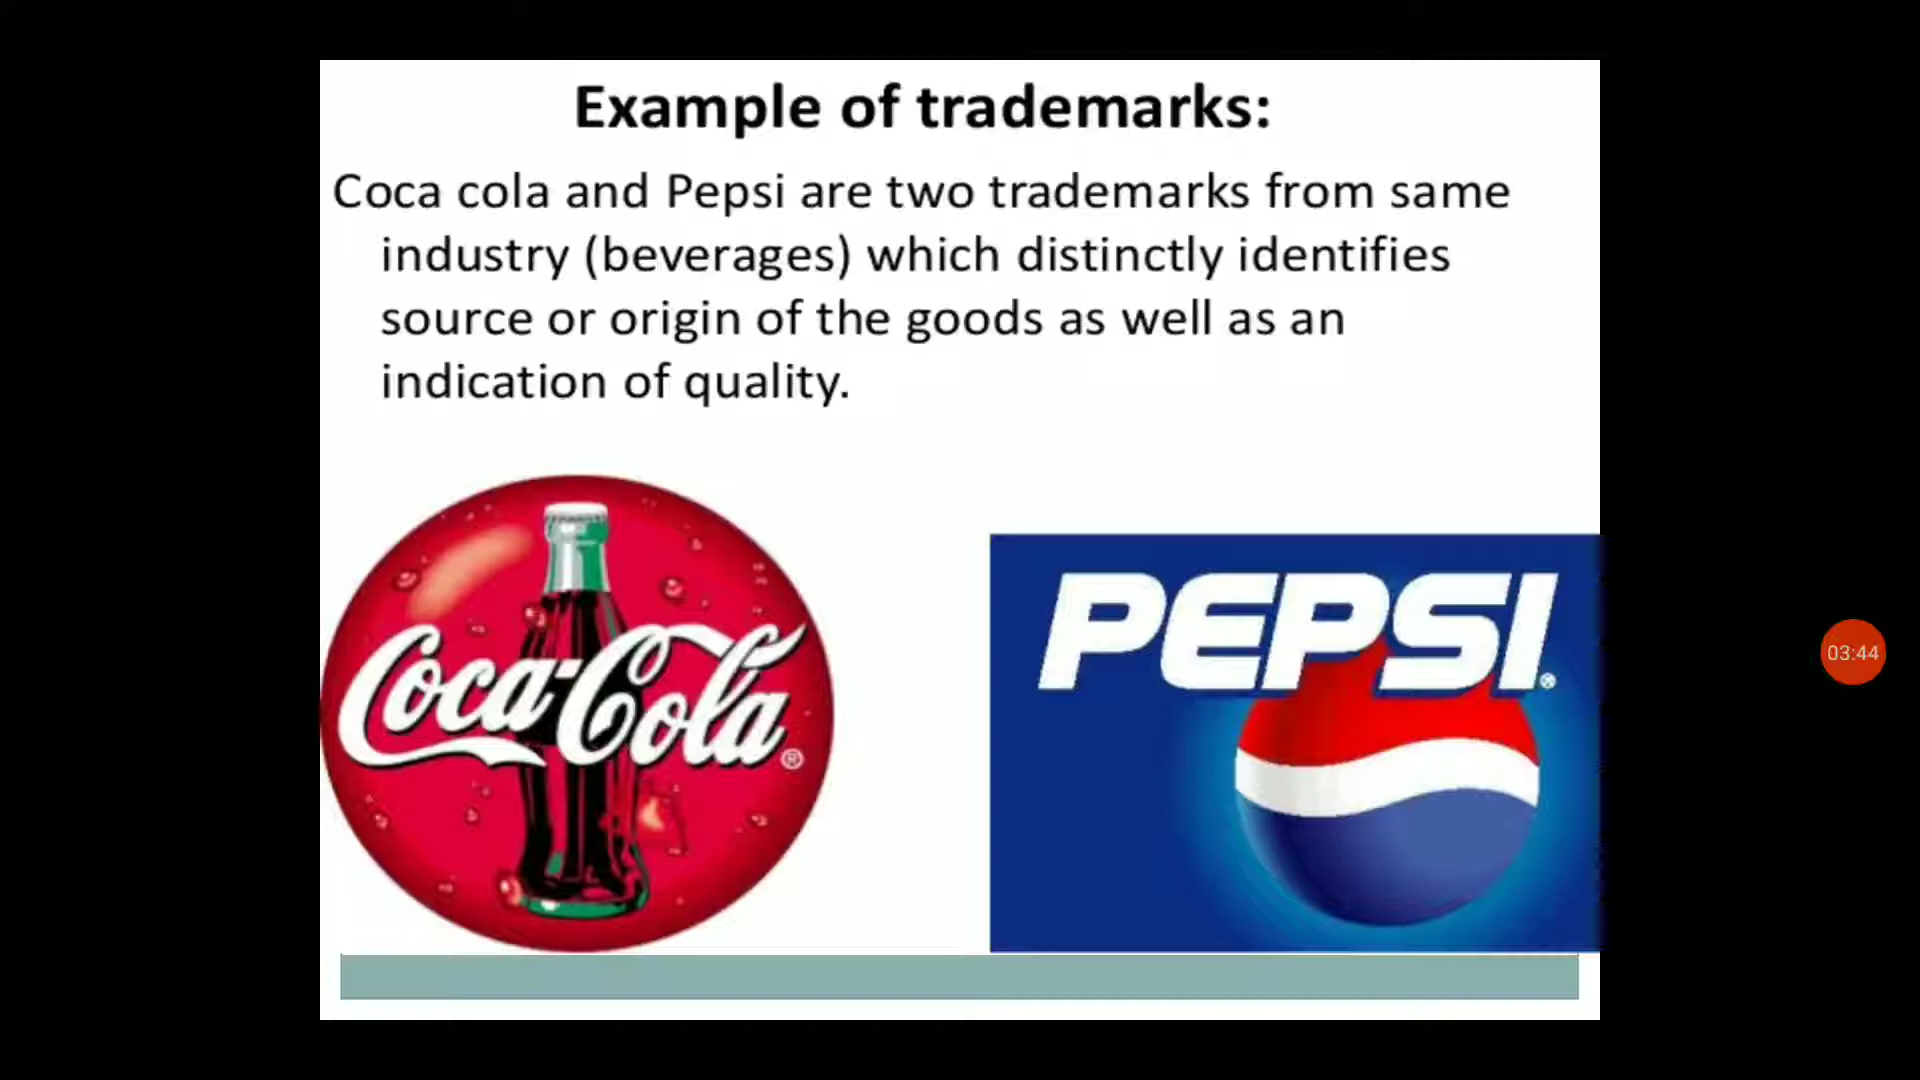 Example of trademarks:
Coca cola and Pepsi are two trademarks from same
industry (beverages) which distinctly identifies
source or origin of the goods as well as an
indication of quality.
Coca-Cola®
PEPSI®
03:44